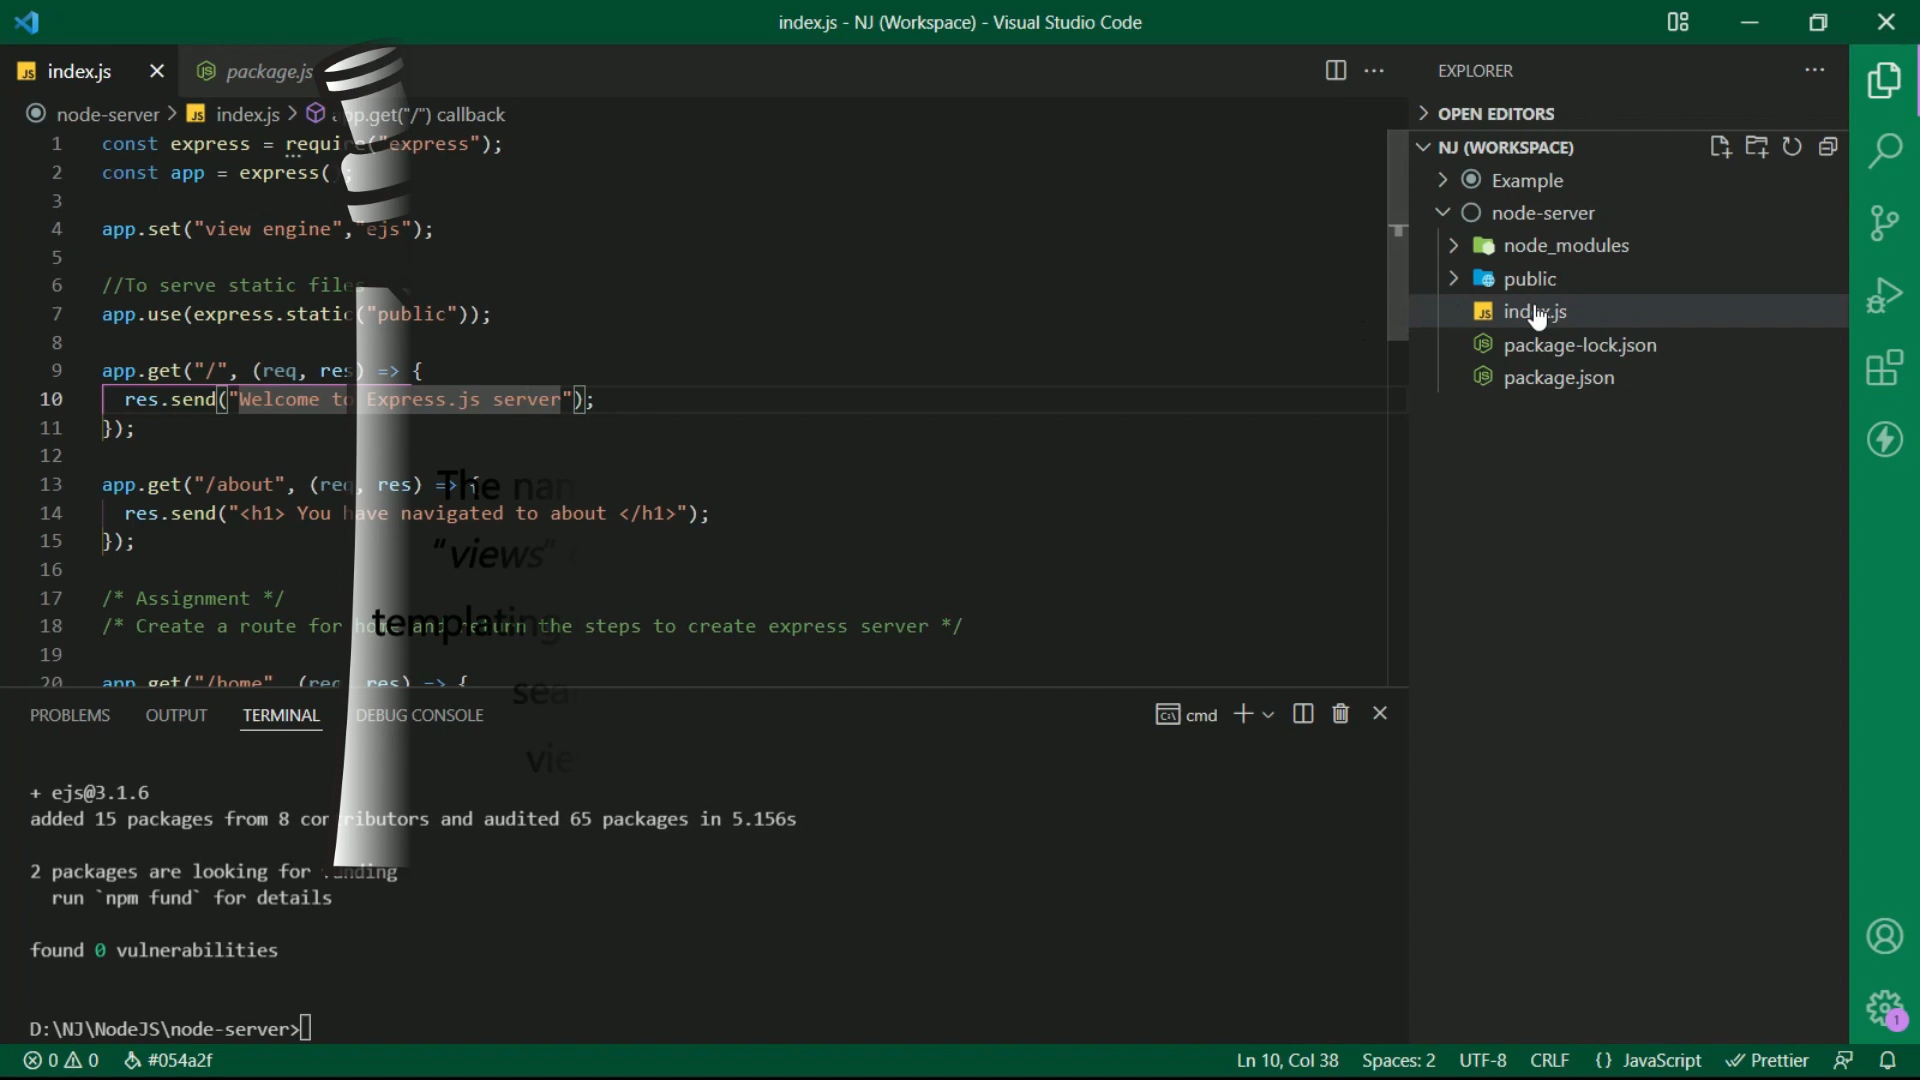 index.js - NJ (Workspace) - Visual Studio Code
index.js
package.js
node-server > index.js > app.get("/") callback
1 const express = require("express");
2 const app = express();
3
4 app.set("view engine","ejs");
5
6 //To serve static files
7 app.use(express.static("public"));
8
9 app.get("/", (req, res) => {
10 res.send("Welcome to Express.js server");
11 });
12
13 app.get("/about", (req, res) => {
14 res.send("<h1> You have navigated to about </h1>");
15 });
16
17 /* Assignment */
18 /* Create a route for home and return the steps to create express server */
19
20 app.get("/home", (req, res) => {
The nam
"views"
templating
sear
view
PROBLEMS OUTPUT TERMINAL DEBUG CONSOLE
cmd
+ ejs@3.1.6
added 15 packages from 8 contributors and audited 65 packages in 5.156s
2 packages are looking for funding
run `npm fund` for details
found 0 vulnerabilities
D:\NJ\NodeJS\node-server>
EXPLORER
OPEN EDITORS
NJ (WORKSPACE)
Example
node-server
node_modules
public
index.js
package-lock.json
package.json
1
0 0 #054a2f
Ln 10, Col 38 Spaces: 2 UTF-8 CRLF {} JavaScript Prettier